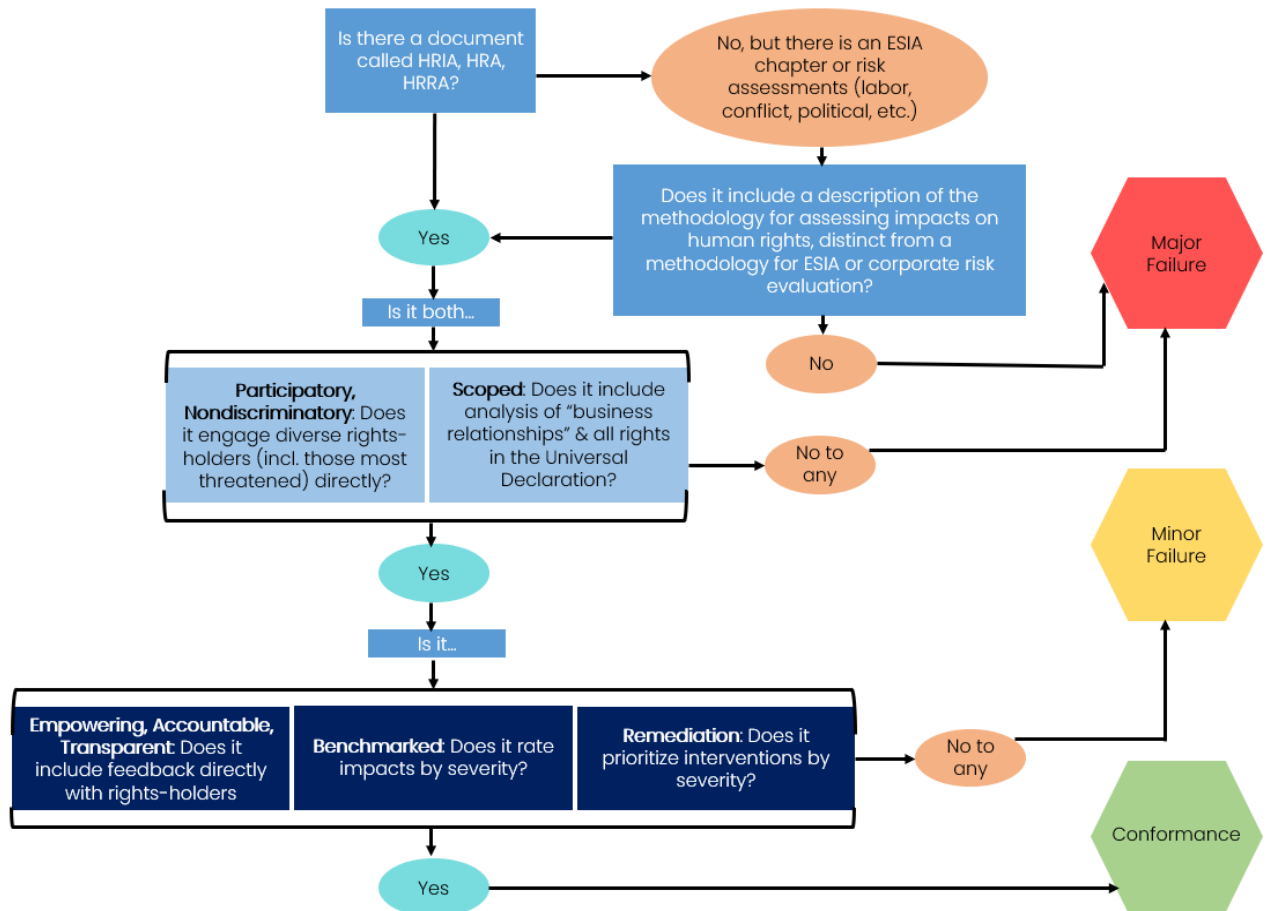 Is there a document
called HRIA, HRA,
HRRA?
No, but there is an ESIA
chapter or risk
assessments (labor,
conflict, political, etc.)
Does it include a description of the
methodology for assessing impacts on
human rights, distinct from a
methodology for ESIA or corporate risk
evaluation?
Major
Failure
Yes
Is it both...
No
Participatory,
Nondiscriminatory: Does
it engage diverse rights-
holders (incl. those most
threatened) directly?
Scoped: Does it include
analysis of “business
relationships” & all rights
in the Universal
Declaration?
No to
any
Minor
Failure
Yes
Is it...
Empowering, Accountable,
Transparent: Does it
include feedback directly
with rights-holders
Benchmarked: Does it rate
impacts by severity?
Remediation: Does it
prioritize interventions by
severity?
No to
any
Conformance
Yes